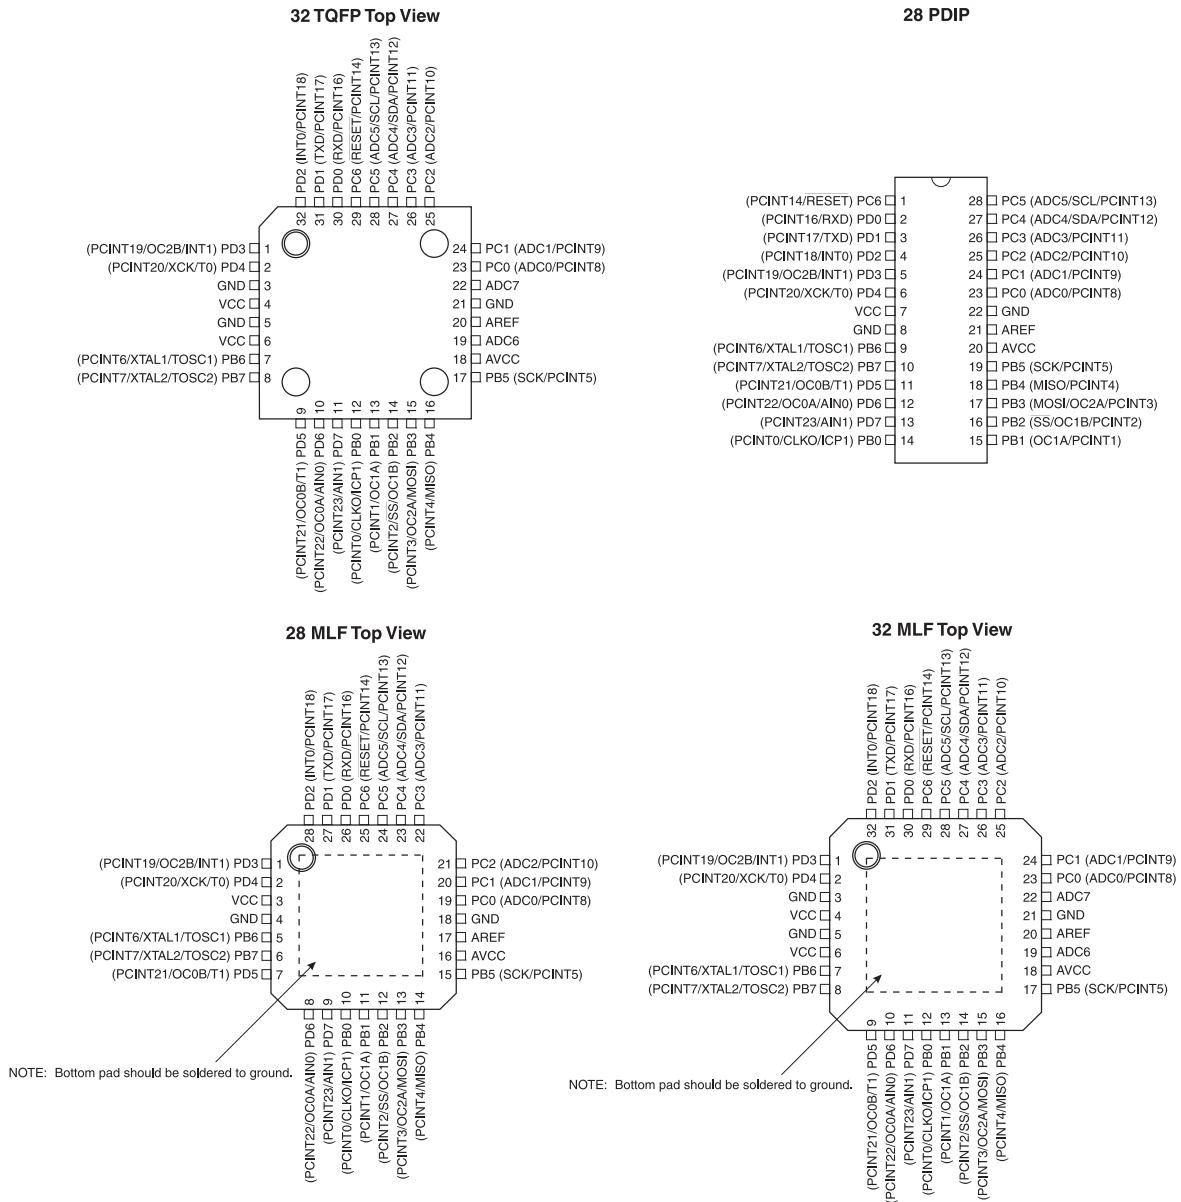 32 TQFP Top View
32 PD2 (INT0/PCINT18)
31 PD1 (TXD/PCINT17)
30 PD0 (RXD/PCINT16)
29 PC6 (RESET/PCINT14)
28 PC5 (ADC5/SCL/PCINT13)
27 PC4 (ADC4/SDA/PCINT12)
26 PC3 (ADC3/PCINT11)
25 PC2 (ADC2/PCINT10)
(PCINT19/OC2B/INT1) PD3 1
(PCINT20/XCK/T0) PD4 2
GND 3
VCC 4
GND 5
VCC 6
(PCINT6/XTAL1/TOSC1) PB6 7
(PCINT7/XTAL2/TOSC2) PB7 8
24 PC1 (ADC1/PCINT9)
23 PC0 (ADC0/PCINT8)
22 ADC7
21 GND
20 AREF
19 ADC6
18 AVCC
17 PB5 (SCK/PCINT5)
(PCINT21/OC0B/T1) PD5 9
(PCINT22/OC0A/AIN0) PD6 10
(PCINT23/AIN1) PD7 11
(PCINT0/CLKO/ICP1) PB0 12
(PCINT1/OC1A) PB1 13
(PCINT2/SS/OC1B) PB2 14
(PCINT3/OC2A/MOSI) PB3 15
(PCINT4/MISO) PB4 16
28 PDIP
(PCINT14/RESET) PC6 1
(PCINT16/RXD) PD0 2
(PCINT17/TXD) PD1 3
(PCINT18/INT0) PD2 4
(PCINT19/OC2B/INT1) PD3 5
(PCINT20/XCK/T0) PD4 6
VCC 7
GND 8
(PCINT6/XTAL1/TOSC1) PB6 9
(PCINT7/XTAL2/TOSC2) PB7 10
(PCINT21/OC0B/T1) PD5 11
(PCINT22/OC0A/AIN0) PD6 12
(PCINT23/AIN1) PD7 13
(PCINT0/CLKO/ICP1) PB0 14
28 PC5 (ADC5/SCL/PCINT13)
27 PC4 (ADC4/SDA/PCINT12)
26 PC3 (ADC3/PCINT11)
25 PC2 (ADC2/PCINT10)
24 PC1 (ADC1/PCINT9)
23 PC0 (ADC0/PCINT8)
22 GND
21 AREF
20 AVCC
19 PB5 (SCK/PCINT5)
18 PB4 (MISO/PCINT4)
17 PB3 (MOSI/OC2A/PCINT3)
16 PB2 (SS/OC1B/PCINT2)
15 PB1 (OC1A/PCINT1)
28 MLF Top View
28 PD2 (INT0/PCINT18)
27 PD1 (TXD/PCINT17)
26 PD0 (RXD/PCINT16)
25 PC6 (RESET/PCINT14)
24 PC5 (ADC5/SCL/PCINT13)
23 PC4 (ADC4/SDA/PCINT12)
22 PC3 (ADC3/PCINT11)
(PCINT19/OC2B/INT1) PD3 1
(PCINT20/XCK/T0) PD4 2
VCC 3
GND 4
(PCINT6/XTAL1/TOSC1) PB6 5
(PCINT7/XTAL2/TOSC2) PB7 6
(PCINT21/OC0B/T1) PD5 7
21 PC2 (ADC2/PCINT10)
20 PC1 (ADC1/PCINT9)
19 PC0 (ADC0/PCINT8)
18 GND
17 AREF
16 AVCC
15 PB5 (SCK/PCINT5)
(PCINT22/OC0A/AIN0) PD6 8
(PCINT23/AIN1) PD7 9
(PCINT0/CLKO/ICP1) PB0 10
(PCINT1/OC1A) PB1 11
(PCINT2/SS/OC1B) PB2 12
(PCINT3/OC2A/MOSI) PB3 13
(PCINT4/MISO) PB4 14
NOTE: Bottom pad should be soldered to ground.
32 MLF Top View
32 PD2 (INT0/PCINT18)
31 PD1 (TXD/PCINT17)
30 PD0 (RXD/PCINT16)
29 PC6 (RESET/PCINT14)
28 PC5 (ADC5/SCL/PCINT13)
27 PC4 (ADC4/SDA/PCINT12)
26 PC3 (ADC3/PCINT11)
25 PC2 (ADC2/PCINT10)
(PCINT19/OC2B/INT1) PD3 1
(PCINT20/XCK/T0) PD4 2
GND 3
VCC 4
GND 5
VCC 6
(PCINT6/XTAL1/TOSC1) PB6 7
(PCINT7/XTAL2/TOSC2) PB7 8
24 PC1 (ADC1/PCINT9)
23 PC0 (ADC0/PCINT8)
22 ADC7
21 GND
20 AREF
19 ADC6
18 AVCC
17 PB5 (SCK/PCINT5)
(PCINT21/OC0B/T1) PD5 9
(PCINT22/OC0A/AIN0) PD6 10
(PCINT23/AIN1) PD7 11
(PCINT0/CLKO/ICP1) PB0 12
(PCINT1/OC1A) PB1 13
(PCINT2/SS/OC1B) PB2 14
(PCINT3/OC2A/MOSI) PB3 15
(PCINT4/MISO) PB4 16
NOTE: Bottom pad should be soldered to ground.